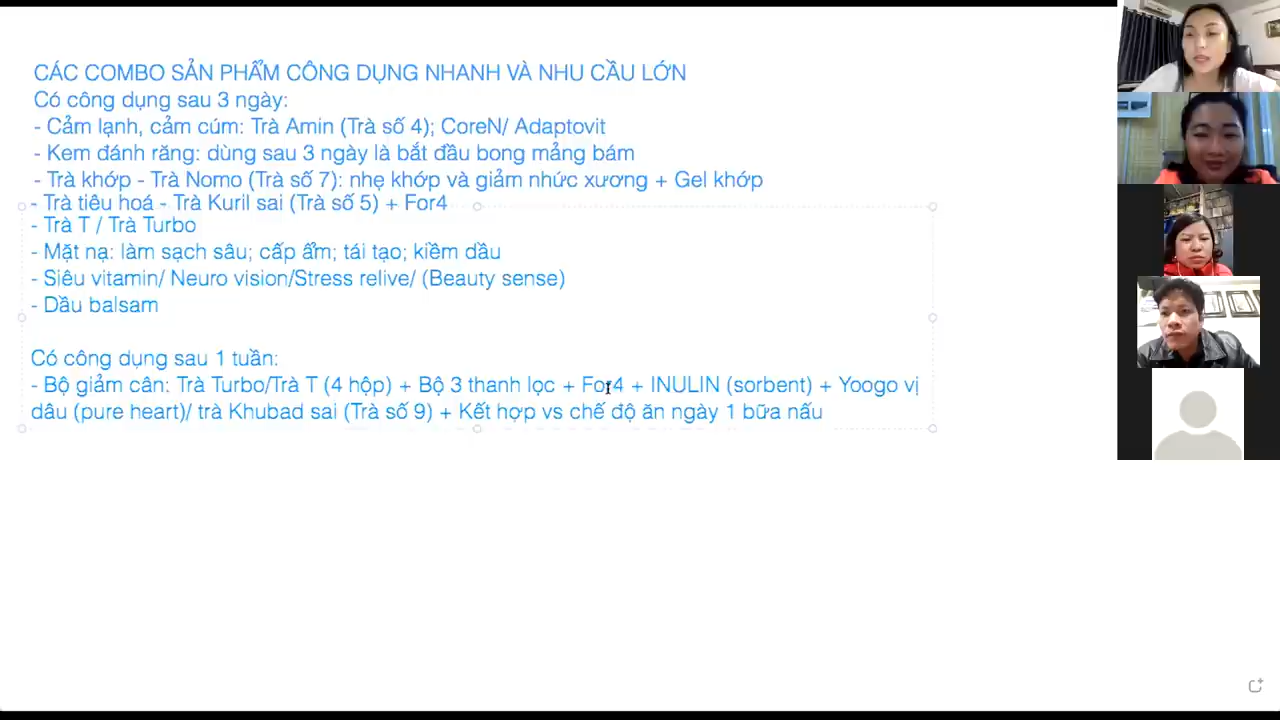 CÁC COMBO SẢN PHẨM CÔNG DỤNG NHANH VÀ NHU CẦU LỚN
Có công dụng sau 3 ngày:
- Cảm lạnh, cảm cúm: Trà Amin (Trà số 4); CoreN/ Adaptovit
- Kem đánh răng: dùng sau 3 ngày là bắt đầu bong mảng bám
- Trà khớp - Trà Nomo (Trà số 7): nhẹ khớp và giảm nhức xương + Gel khớp
- Trà tiêu hoá - Trà Kuril sai (Trà số 5) + For4
- Trà T / Trà Turbo
- Mặt nạ: làm sạch sâu; cấp ẩm; tái tạo; kiềm dầu
- Siêu vitamin/ Neuro vision/Stress relive/ (Beauty sense)
- Dầu balsam
Có công dụng sau 1 tuần:
- Bộ giảm cân: Trà Turbo/Trà T (4 hộp) + Bộ 3 thanh lọc + For4 + INULIN (sorbent) + Yoogo vị
dâu (pure heart)/ trà Khubad sai (Trà số 9) + Kết hợp vs chế độ ăn ngày 1 bữa nấu